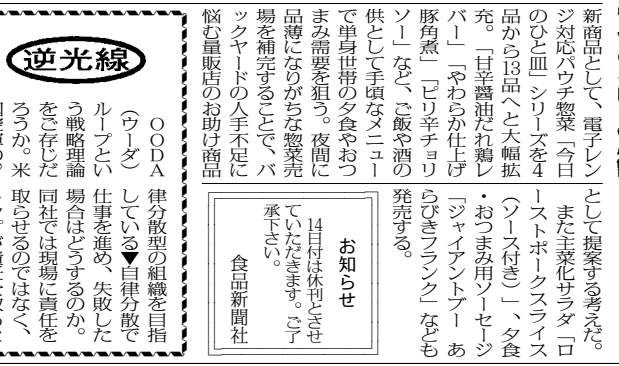 新商品として、電子レン
ジ対応パウチ惣菜「今日
のひと皿」シリーズを4
品から13品へと大幅拡
充。「甘辛醤油だれ鶏レ
バー」「やわらか仕上げ
豚角煮」「ピリ辛チョリ
ソー」など、ご飯や酒の
供として手頃なメニュー
で単身世帯の夕食やおつ
まみ需要を狙う。夜間に
品薄になりがちな惣菜売
場を補完することで、バ
ックヤードの人手不足に
悩む量販店のお助け商品
として提案する考えだ。
また主菜化サラダ「ロ
ーストポークスライス
（ソース付き）」、夕食
・おつまみ用ソーセージ
「ジャイアントブー　あ
らびきフランク」なども
発売する。
お知らせ
14日付は休刊とさせ
ていただきます。ご了
承下さい。
食品新聞社
逆光線
ＯＯＤＡ
（ウーダ）
ループとい
う戦略理論
をご存じだ
ろうか。米
律分散型の組織を目指
している▼自律分散で
仕事を進め、失敗した
場合はどうするのか。
同社では現場に責任を
取らせるのではなく、